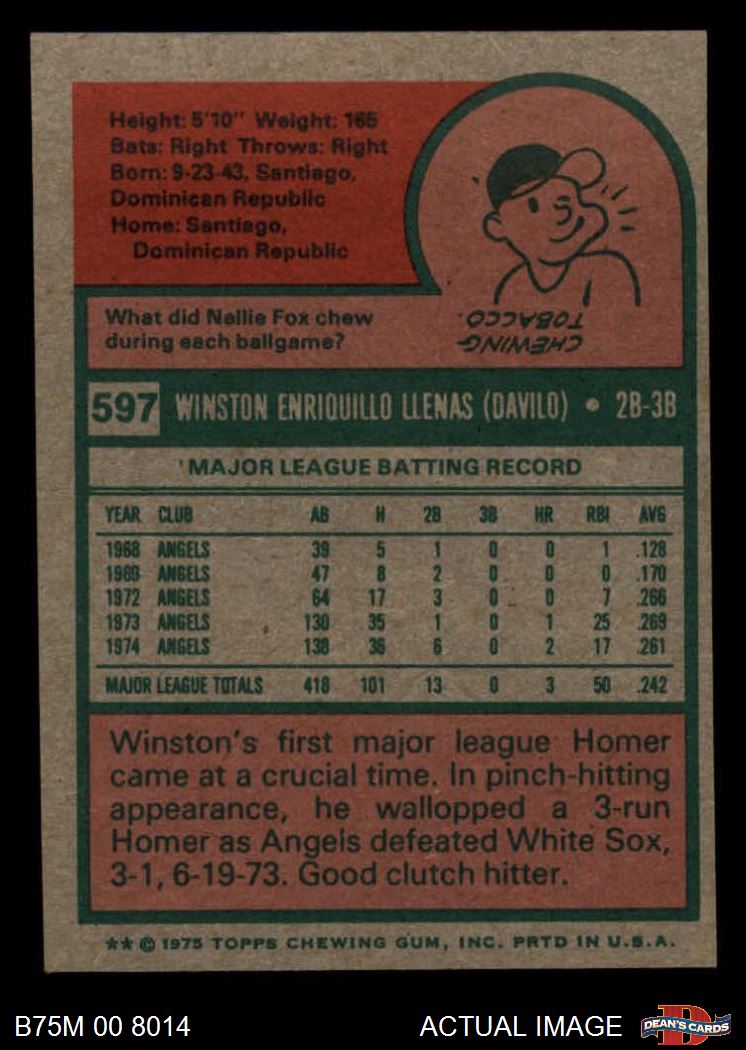 Height: 5'10" Weight: 165
Bats: Right Throws: Right
Born: 9-23-43, Santiago,
Dominican Republic
Home: Santiago,
Dominican Republic
What did Nellie Fox chew
during each ballgame?
CHEWING
TOBACCO.
597 WINSTON ENRIQUILLO LLENAS (DAVILO) • 2B-3B
MAJOR LEAGUE BATTING RECORD
YEAR CLUB AB H 2B 3B HR RBI AVG
1968 ANGELS 39 5 1 0 0 1 .128
1969 ANGELS 47 8 2 0 0 0 .170
1972 ANGELS 64 17 3 0 0 7 .266
1973 ANGELS 130 35 1 0 1 25 .269
1974 ANGELS 138 36 6 0 2 17 .261
MAJOR LEAGUE TOTALS 418 101 13 0 3 50 .242
Winston's first major league Homer
came at a crucial time. In pinch-hitting
appearance, he wallopped a 3-run
Homer as Angels defeated White Sox,
3-1, 6-19-73. Good clutch hitter.
** © 1975 TOPPS CHEWING GUM, INC. PRTD IN U.S.A.
B75M 00 8014 ACTUAL IMAGE D DEAN'S CARDS